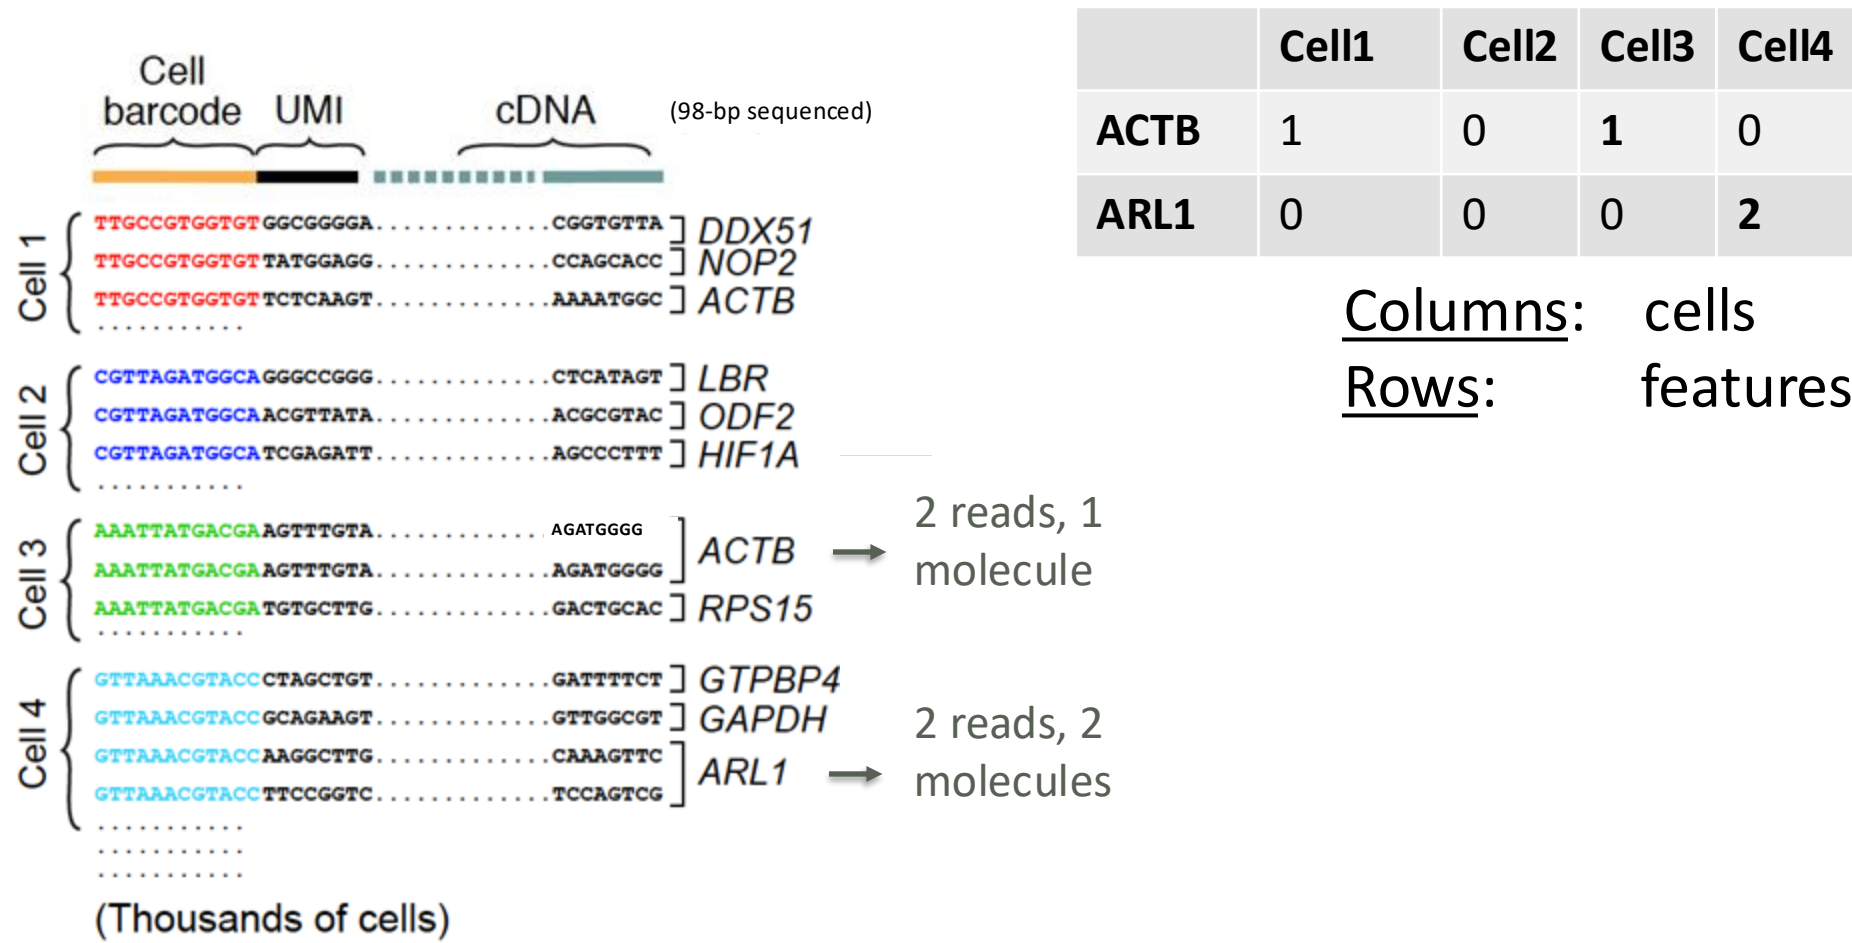 Cell
barcode UMI cDNA (98-bp sequenced)
Cell 1
TTGCCGTGGTGTGGCGGGGA.............CGGTGTTA DDX51
TTGCCGTGGTGTTATGGAGG.............CCAGCACC NOP2
TTGCCGTGGTGTTCTCAAGT.............AAAATGGC ACTB
...........
Cell 2
CGTTAGATGGCAGGGCCGGG.............CTCATAGT LBR
CGTTAGATGGCAACGTTATA.............ACGCGTAC ODF2
CGTTAGATGGCATCGAGATT.............AGCCCTTT HIF1A
...........
Cell 3
AAATTATGACGAAGTTTGTA.............AGATGGGG
ACTB
AAATTATGACGAAGTTTGTA.............AGATGGGG
AAATTATGACGATGTGCTTG.............GACTGCAC RPS15
...........
2 reads, 1
molecule
Cell 4
GTTAAACGTACCCTAGCTGT.............GATTTTCT GTPBP4
GTTAAACGTACCGCAGAAGT.............GTTGGCGT GAPDH
GTTAAACGTACCAAGGCTTG.............CAAAGTTC
ARL1
GTTAAACGTACCTTCCGGTC.............TCCAGTCG
...........
...........
...........
2 reads, 2
molecules
(Thousands of cells)
Cell1 Cell2 Cell3 Cell4
ACTB 1 0 1 0
ARL1 0 0 0 2
Columns: cells
Rows: features